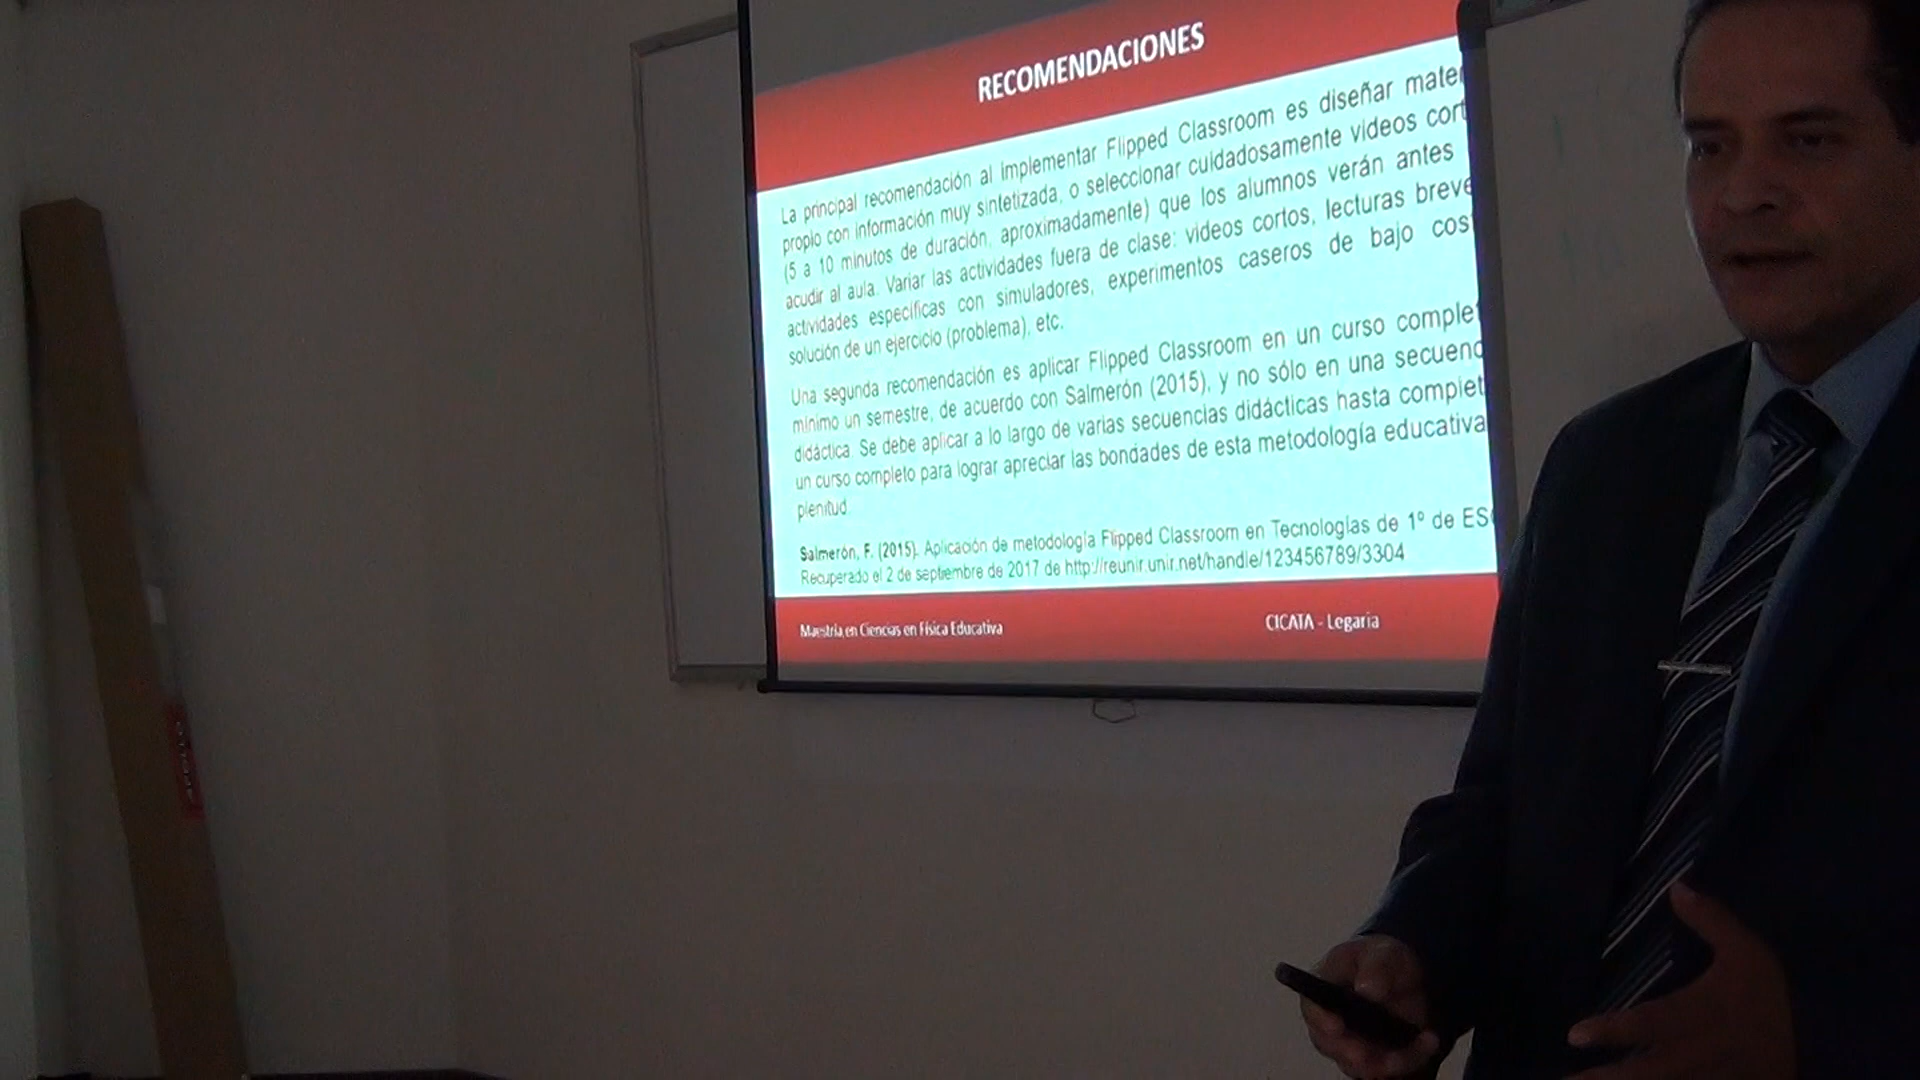 RECOMENDACIONES
La principal recomendación al implementar Flipped Classroom es diseñar mater
propio con información muy sintetizada, o seleccionar cuidadosamente videos cort
(5 a 10 minutos de duración, aproximadamente) que los alumnos verán antes
acudir al aula. Variar las actividades fuera de clase: videos cortos, lecturas breve
actividades específicas con simuladores, experimentos caseros de bajo cost
solución de un ejercicio (problema), etc.
Una segunda recomendación es aplicar Flipped Classroom en un curso complet
mínimo un semestre, de acuerdo con Salmerón (2015), y no sólo en una secuenc
didáctica. Se debe aplicar a lo largo de varias secuencias didácticas hasta complet
un curso completo para lograr apreciar las bondades de esta metodología educativa
plenitud.
Salmerón, F. (2015). Aplicación de metodología Flipped Classroom en Tecnologías de 1º de ESO
Recuperado el 2 de septiembre de 2017 de http://reunir.unir.net/handle/123456789/3304
Maestría en Ciencias en Física Educativa
CICATA - Legaria
APOLLO